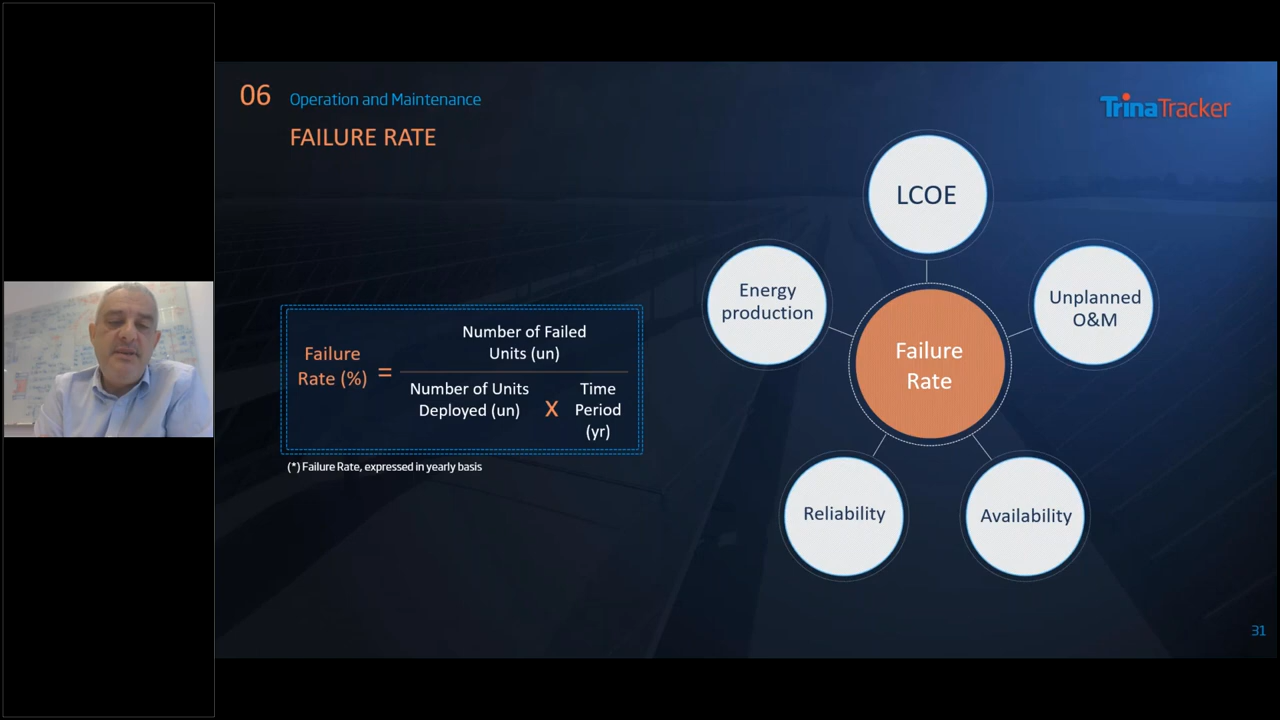 06
Operation and Maintenance
FAILURE RATE
TrinaTracker
Failure
Rate (%)
=
Number of Failed
Units (un)
Number of Units
Deployed (un)
X
Time
Period
(yr)
(*) Failure Rate, expressed in yearly basis
LCOE
Energy
production
Unplanned
O&M
Failure
Rate
Reliability
Availability
31